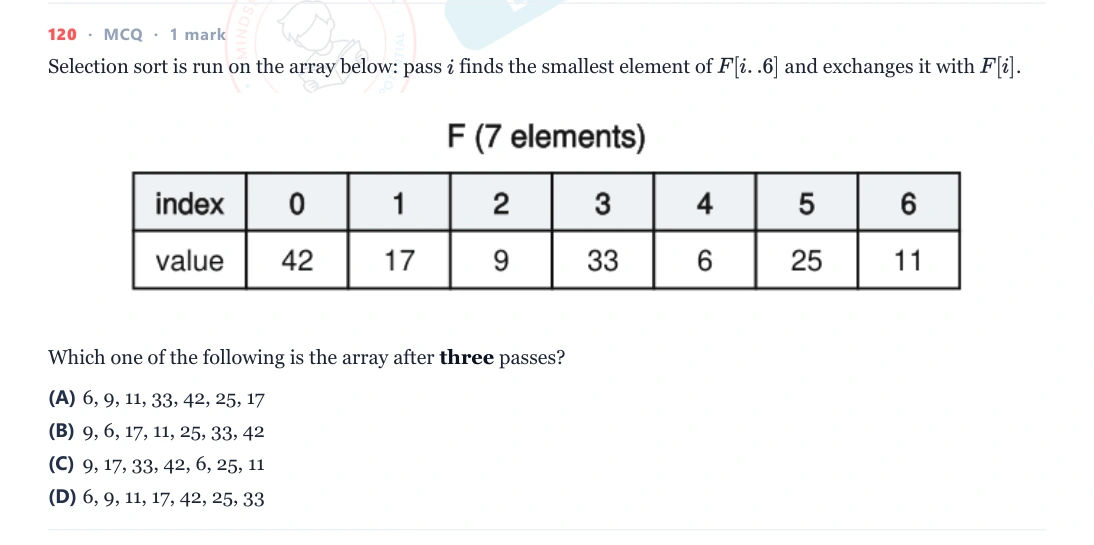 120 · MCQ · 1 mark
Selection sort is run on the array below: pass i finds the smallest element of F[i. .6] and exchanges it with F[i].
F (7 elements)
index 0 1 2 3 4 5 6
value 42 17 9 33 6 25 11
Which one of the following is the array after three passes?
(A) 6, 9, 11, 33, 42, 25, 17
(B) 9, 6, 17, 11, 25, 33, 42
(C) 9, 17, 33, 42, 6, 25, 11
(D) 6, 9, 11, 17, 42, 25, 33